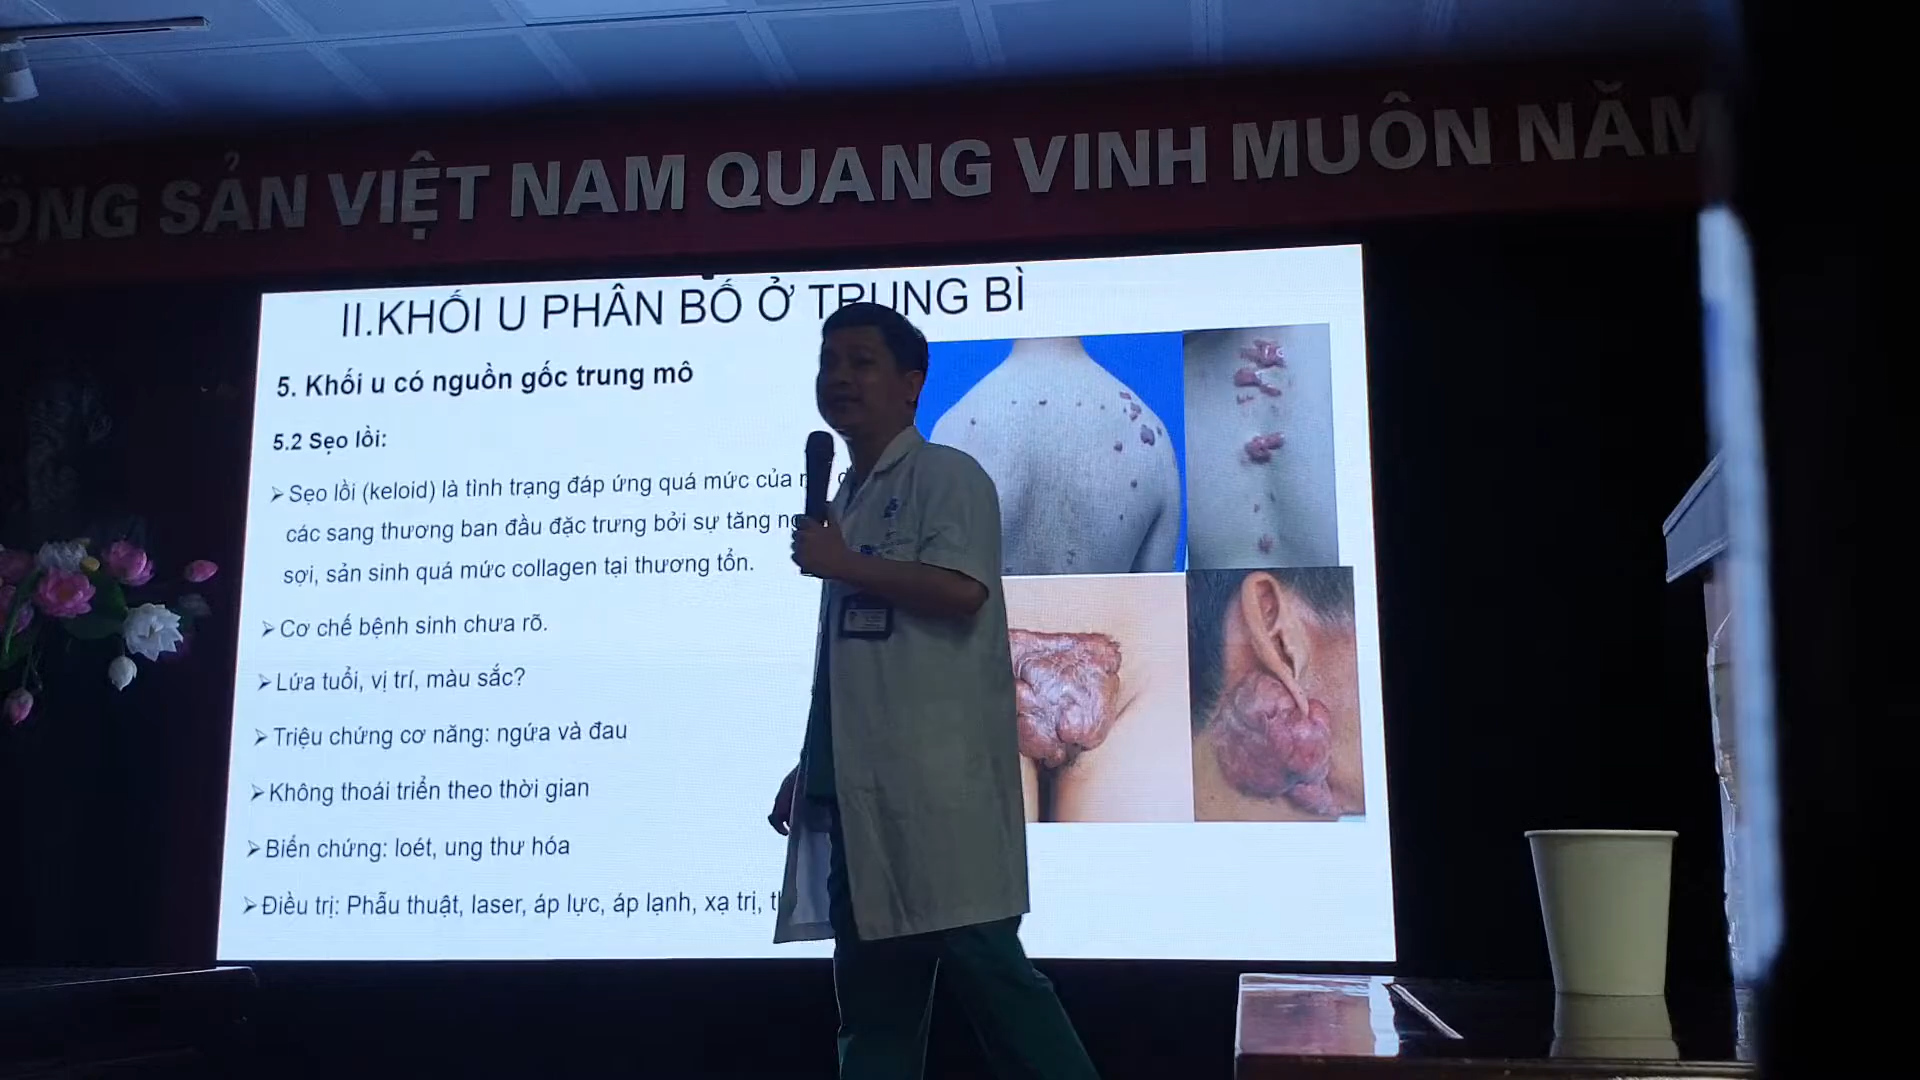 ỘNG SẢN VIỆT NAM QUANG VINH MUÔN NĂM
II.KHỐI U PHÂN BỐ Ở TRUNG BÌ
5. Khối u có nguồn gốc trung mô
5.2 Sẹo lồi:
➢ Sẹo lồi (keloid) là tình trạng đáp ứng quá mức của
các sang thương ban đầu đặc trưng bởi sự tăng
sợi, sản sinh quá mức collagen tại thương tổn.
➢ Cơ chế bệnh sinh chưa rõ.
➢ Lứa tuổi, vị trí, màu sắc?
➢ Triệu chứng cơ năng: ngứa và đau
➢ Không thoái triển theo thời gian
➢ Biến chứng: loét, ung thư hóa
➢ Điều trị: Phẫu thuật, laser, áp lực, áp lạnh, xạ trị,